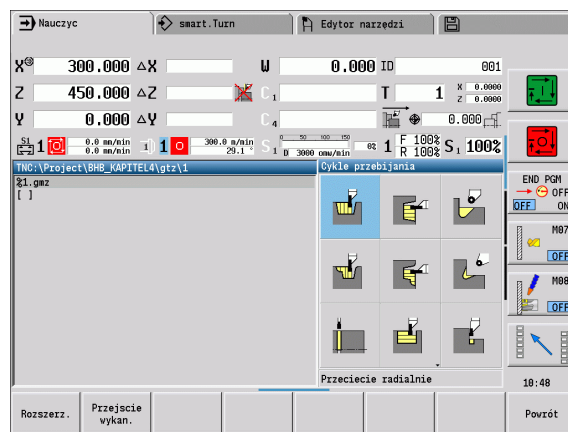 Nauczyc smart.Turn Edytor narzędzi
X 300.000 △X W 0.000 ID 001
Z 450.000 △Z C1 T 1 X 0.0000 Z 0.0000
Y 0.000 △Y C4 0.000
S1 1 0.0 mm/min 0.0 mm/min 1 300.0 m/min 29.1 ° S1 0 50 100 150 D 3000 omw/min 0% 1 F 100% R 100% S1 100%
TNC:\Project\BHB_KAPITEL4\gtz\1
%1.gmz
[ ]
Cykle przebijania
Przeciecie radialnie
END PGM
OFF
OFF ON
M07
OFF
M08
OFF
10:48
Rozszerz.
Przejscie
wykan.
Powrót